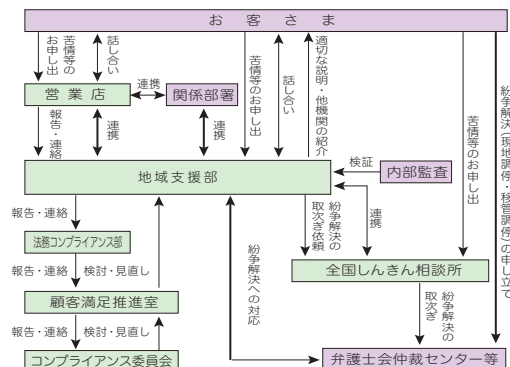 お客さま
苦情等の
お申し出
話し合い
苦情等のお申し出
話し合い
適切な説明・他機関の紹介
苦情等のお申し出
紛争解決（現地調停・移管調停）の申し立て
営業店
連携
関係部署
報告・連絡
連携
連携
検証
内部監査
地域支援部
報告・連絡
紛争解決の
取次ぎ依頼
連携
法務コンプライアンス部
紛争解決への対応
全国しんきん相談所
報告・連絡
検討・見直し
顧客満足推進室
紛争解決の
取次ぎ
報告・連絡
検討・見直し
コンプライアンス委員会
弁護士会仲裁センター等